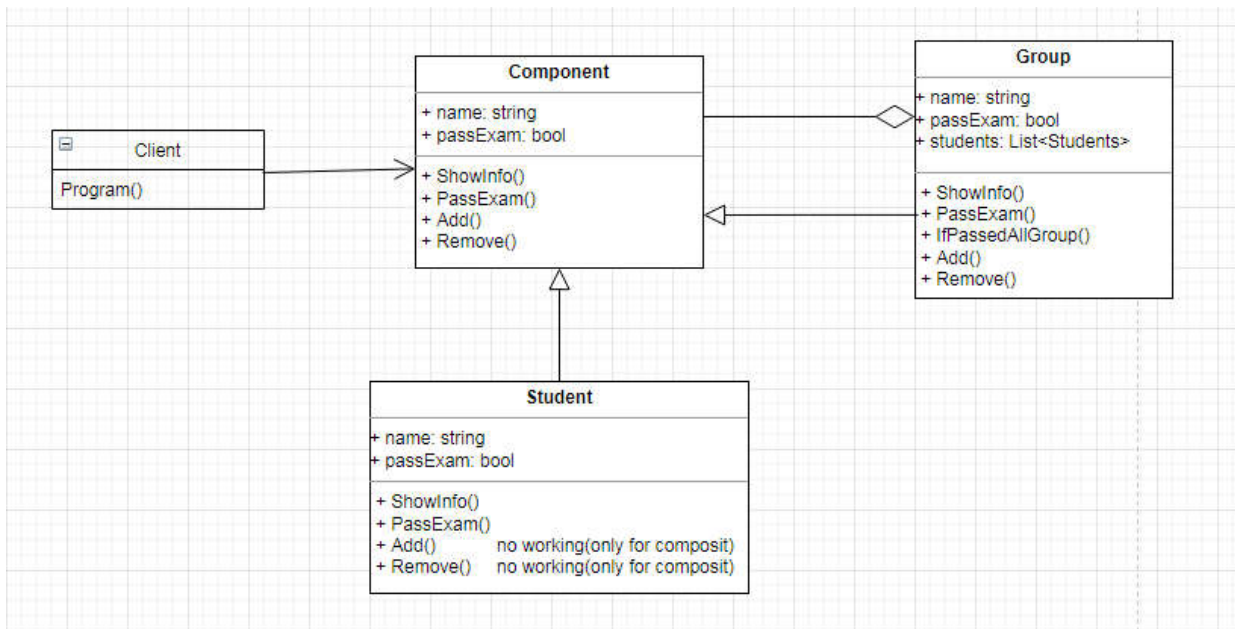 Client
Program()
Component
+ name: string
+ passExam: bool
+ ShowInfo()
+ PassExam()
+ Add()
+ Remove()
Group
+ name: string
+ passExam: bool
+ students: List<Students>
+ ShowInfo()
+ PassExam()
+ IfPassedAllGroup()
+ Add()
+ Remove()
Student
+ name: string
+ passExam: bool
+ ShowInfo()
+ PassExam()
+ Add() no working(only for composit)
+ Remove() no working(only for composit)